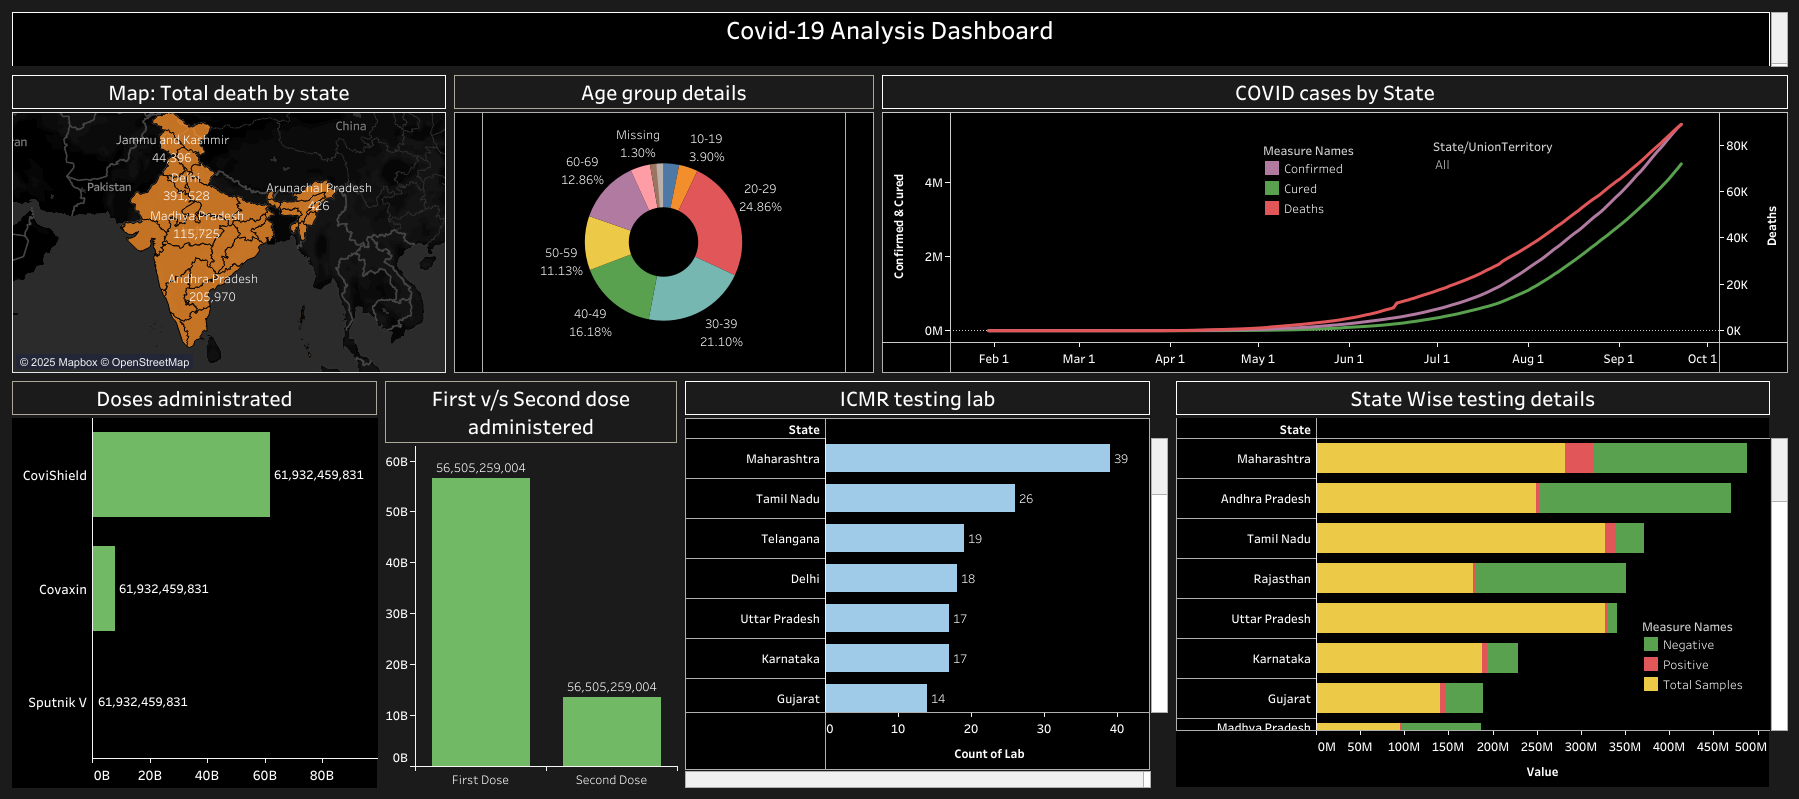 Covid-19 Analysis Dashboard
Map: Total death by state
China
Jammu and Kashmir
44,396
Delhi
391,528
Pakistan
Arunachal Pradesh
426
Madhya Pradesh
115,725
Andhra Pradesh
205,970
© 2025 Mapbox © OpenStreetMap
Age group details
Missing
1.30%
10-19
3.90%
60-69
12.86%
20-29
24.86%
50-59
11.13%
40-49
16.18%
30-39
21.10%
COVID cases by State
Measure Names
Confirmed
Cured
Deaths
State/UnionTerritory
All
Confirmed & Cured
4M
2M
0M
Deaths
80K
60K
40K
20K
0K
Feb 1
Mar 1
Apr 1
May 1
Jun 1
Jul 1
Aug 1
Sep 1
Oct 1
Doses administrated
CoviShield
61,932,459,831
Covaxin
61,932,459,831
Sputnik V
61,932,459,831
0B
20B
40B
60B
80B
First v/s Second dose
administered
60B
50B
40B
30B
20B
10B
0B
56,505,259,004
56,505,259,004
First Dose
Second Dose
ICMR testing lab
State
Maharashtra
39
Tamil Nadu
26
Telangana
19
Delhi
18
Uttar Pradesh
17
Karnataka
17
Gujarat
14
0
10
20
30
40
Count of Lab
State Wise testing details
State
Maharashtra
Andhra Pradesh
Tamil Nadu
Rajasthan
Uttar Pradesh
Karnataka
Gujarat
Madhya Pradesh
Measure Names
Negative
Positive
Total Samples
0M
50M
100M
150M
200M
250M
300M
350M
400M
450M
500M
Value